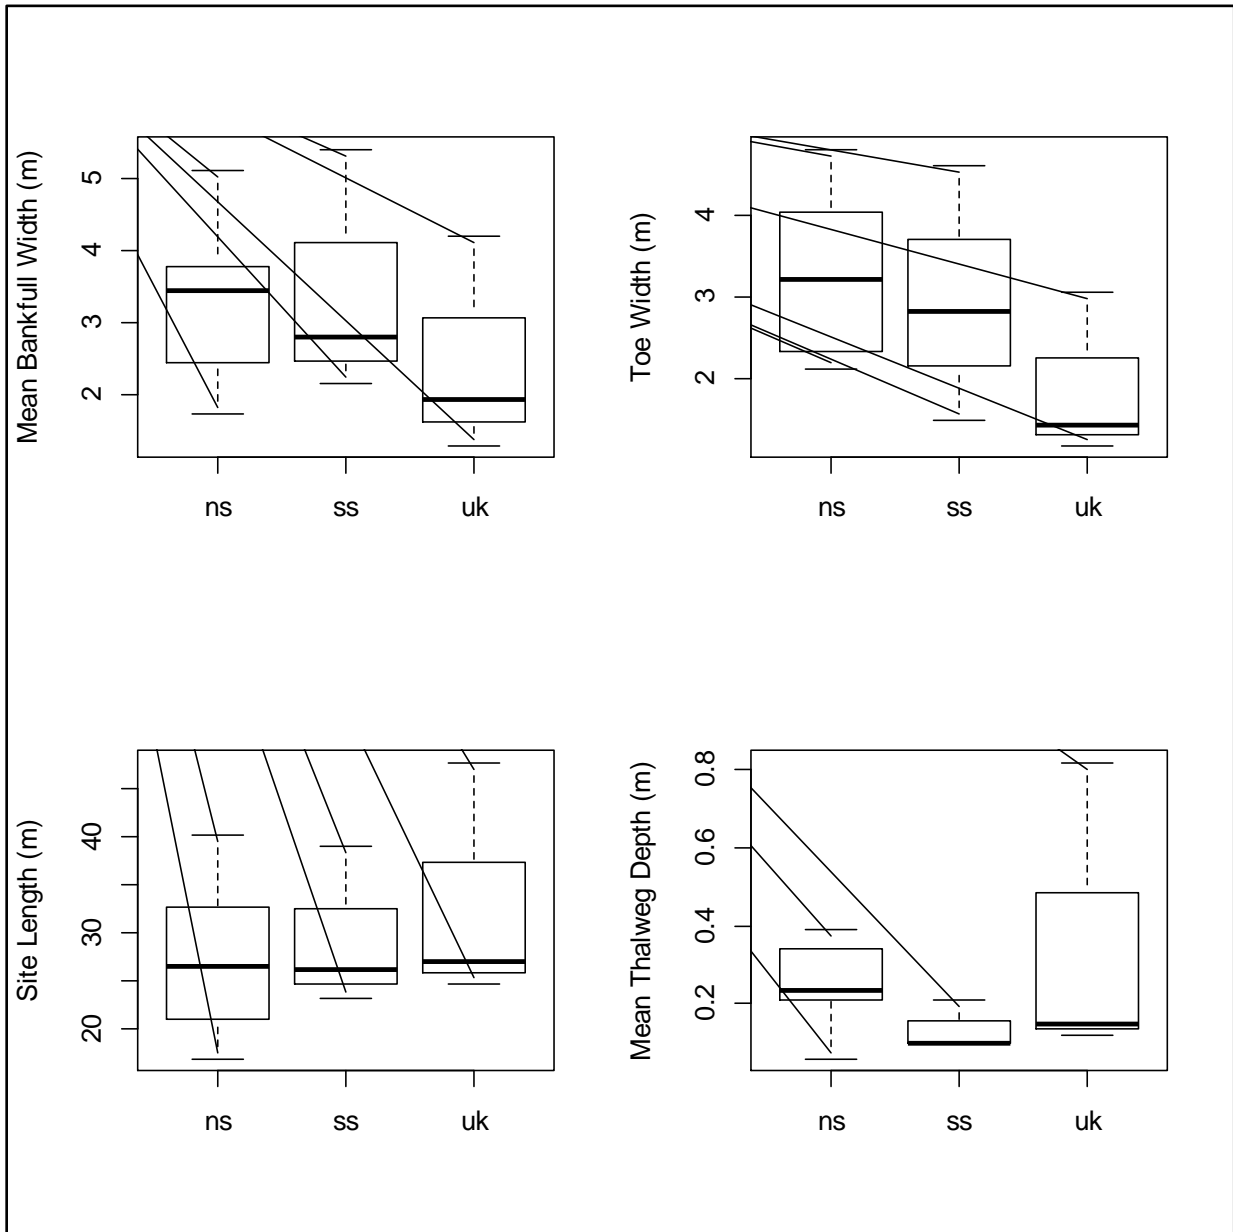 Mean Bankfull Width (m)
5
4
3
2
ns ss uk
Toe Width (m)
4
3
2
ns ss uk
Site Length (m)
40
30
20
ns ss uk
Mean Thalweg Depth (m)
0.8
0.6
0.4
0.2
ns ss uk